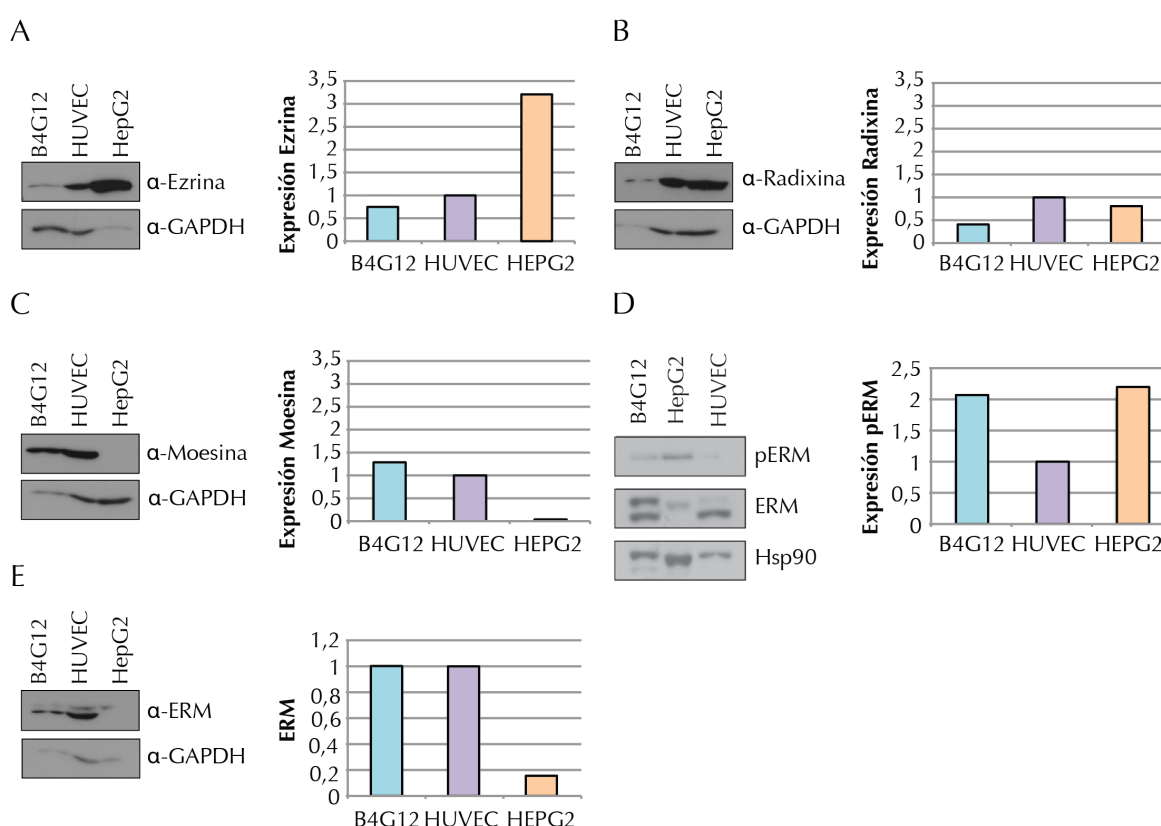 A
B4G12
HUVEC
HepG2
α-Ezrina
α-GAPDH
Expresión Ezrina
3,5
3
2,5
2
1,5
1
0,5
0
B4G12 HUVEC HEPG2
B
B4G12
HUVEC
HepG2
α-Radixina
α-GAPDH
Expresión Radixina
3,5
3
2,5
2
1,5
1
0,5
0
B4G12 HUVEC HEPG2
C
B4G12
HUVEC
HepG2
α-Moesina
α-GAPDH
Expresión Moesina
3,5
3
2,5
2
1,5
1
0,5
0
B4G12 HUVEC HEPG2
D
B4G12
HepG2
HUVEC
pERM
ERM
Hsp90
Expresión pERM
2,5
2
1,5
1
0,5
0
B4G12 HUVEC HEPG2
E
B4G12
HUVEC
HepG2
α-ERM
α-GAPDH
ERM
1,2
1
0,8
0,6
0,4
0,2
0
B4G12 HUVEC HEPG2